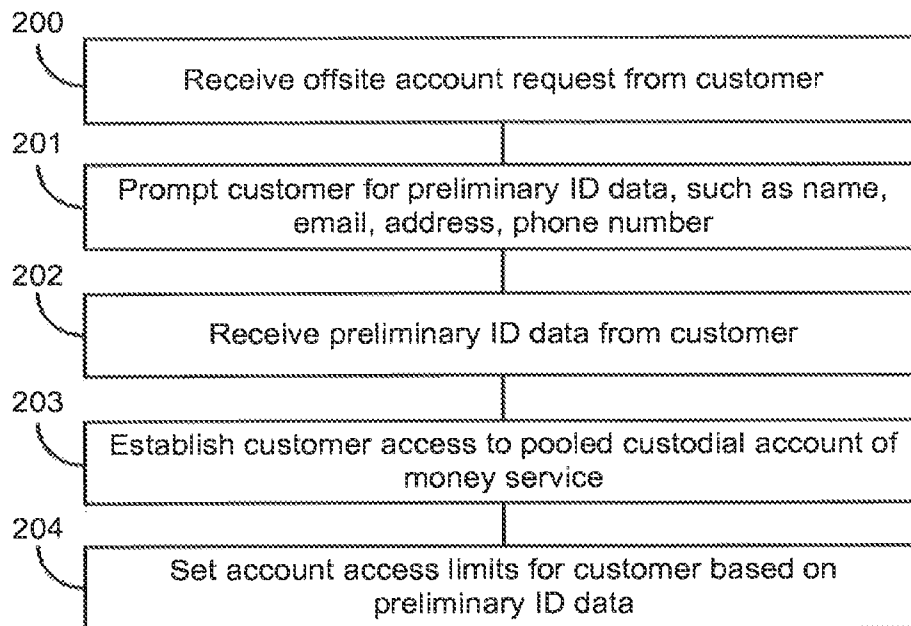 200
Receive offsite account request from customer
201
Prompt customer for preliminary ID data, such as name,
email, address, phone number
202
Receive preliminary ID data from customer
203
Establish customer access to pooled custodial account of
money service
204
Set account access limits for customer based on
preliminary ID data